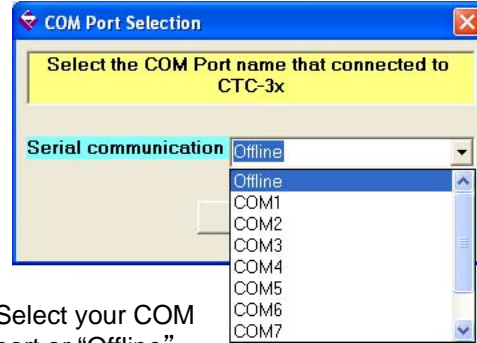 COM Port Selection
Select the COM Port name that connected to
CTC-3x
Serial communication Offline
Offline
COM1
COM2
COM3
COM4
COM5
COM6
COM7
Select your COM
port or “Offline”